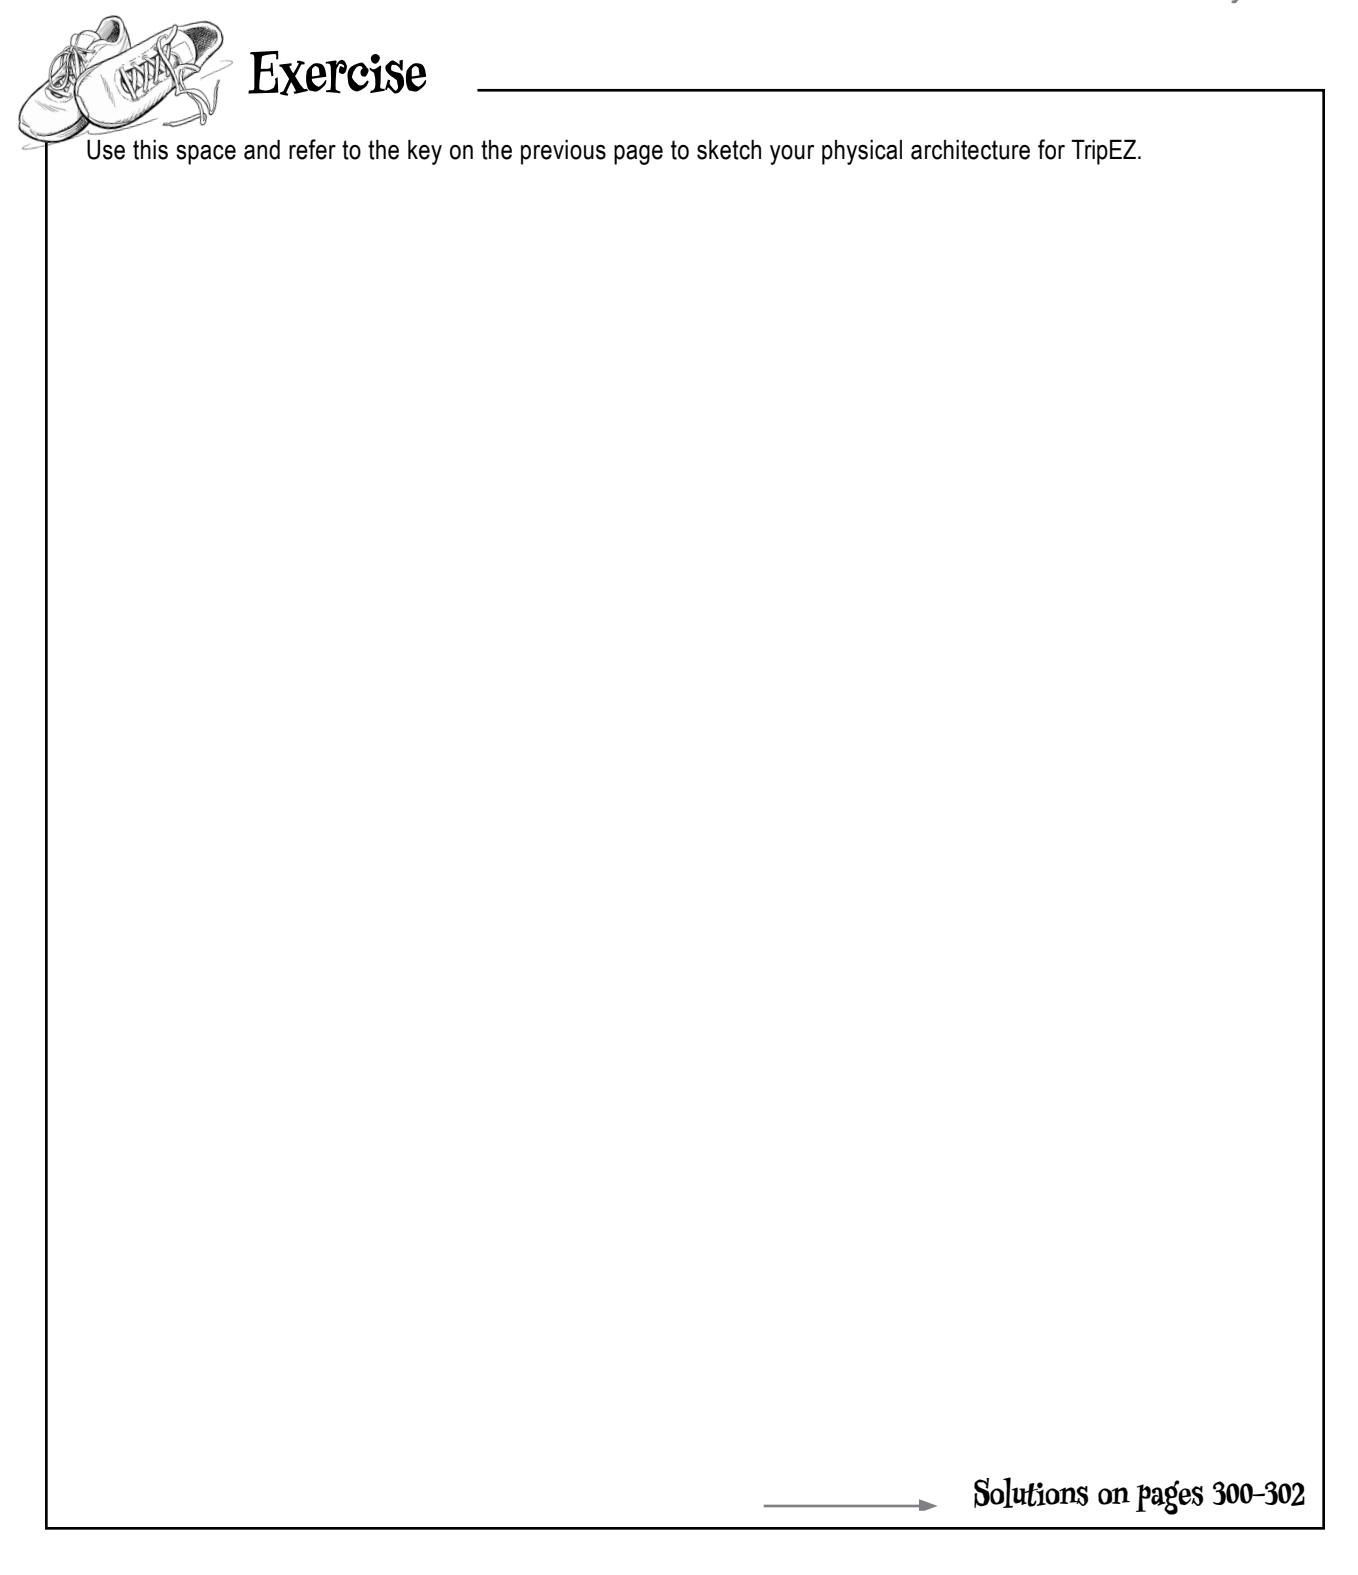 Exercise
Use this space and refer to the key on the previous page to sketch your physical architecture for TripEZ.
Solutions on pages 300–302